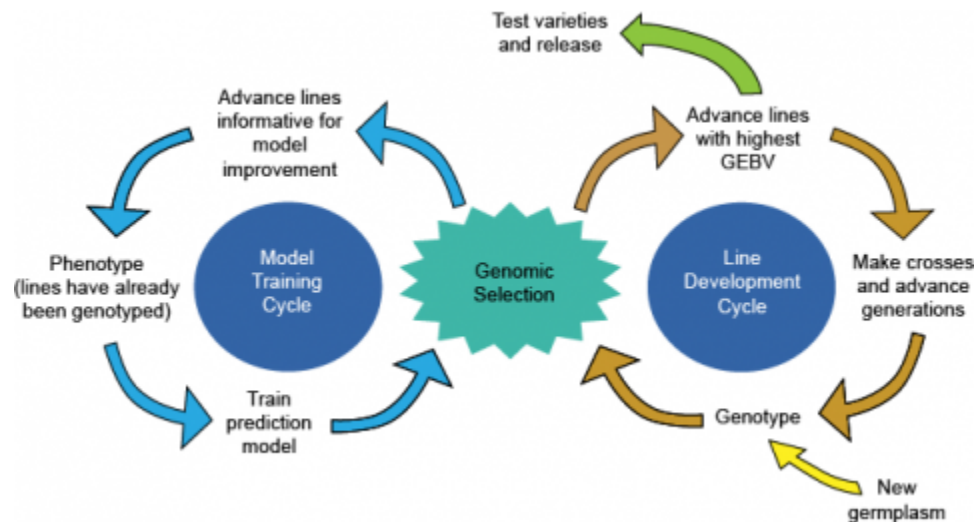 Test varieties
and release
Advance lines
informative for
model
improvement
Advance lines
with highest
GEBV
Phenotype
(lines have already
been genotyped)
Model
Training
Cycle
Genomic
Selection
Line
Development
Cycle
Make crosses
and advance
generations
Train
prediction
model
Genotype
New
germplasm